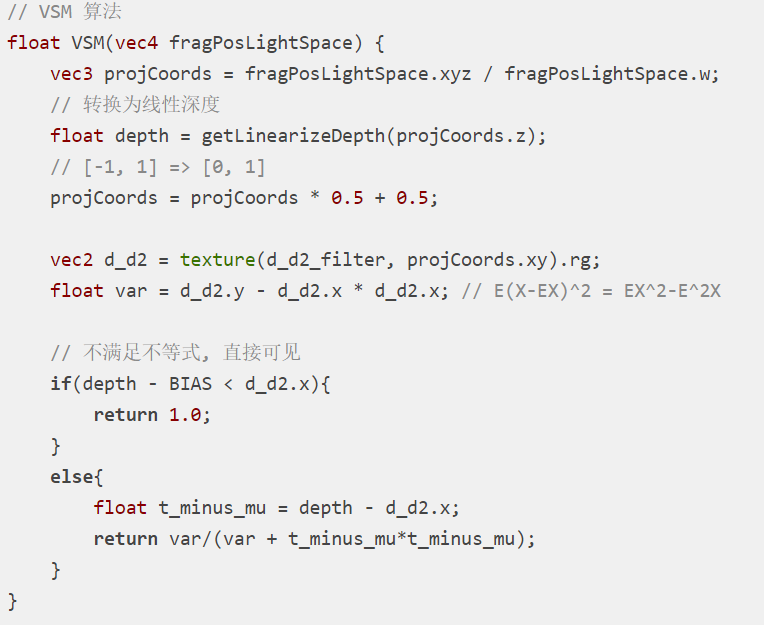 // VSM 算法
float VSM(vec4 fragPosLightSpace) {
    vec3 projCoords = fragPosLightSpace.xyz / fragPosLightSpace.w;
    // 转换为线性深度
    float depth = getLinearizeDepth(projCoords.z);
    // [-1, 1] => [0, 1]
    projCoords = projCoords * 0.5 + 0.5;

    vec2 d_d2 = texture(d_d2_filter, projCoords.xy).rg;
    float var = d_d2.y - d_d2.x * d_d2.x; // E(X-EX)^2 = EX^2-E^2X

    // 不满足不等式, 直接可见
    if(depth - BIAS < d_d2.x){
        return 1.0;
    }
    else{
        float t_minus_mu = depth - d_d2.x;
        return var/(var + t_minus_mu*t_minus_mu);
    }
}